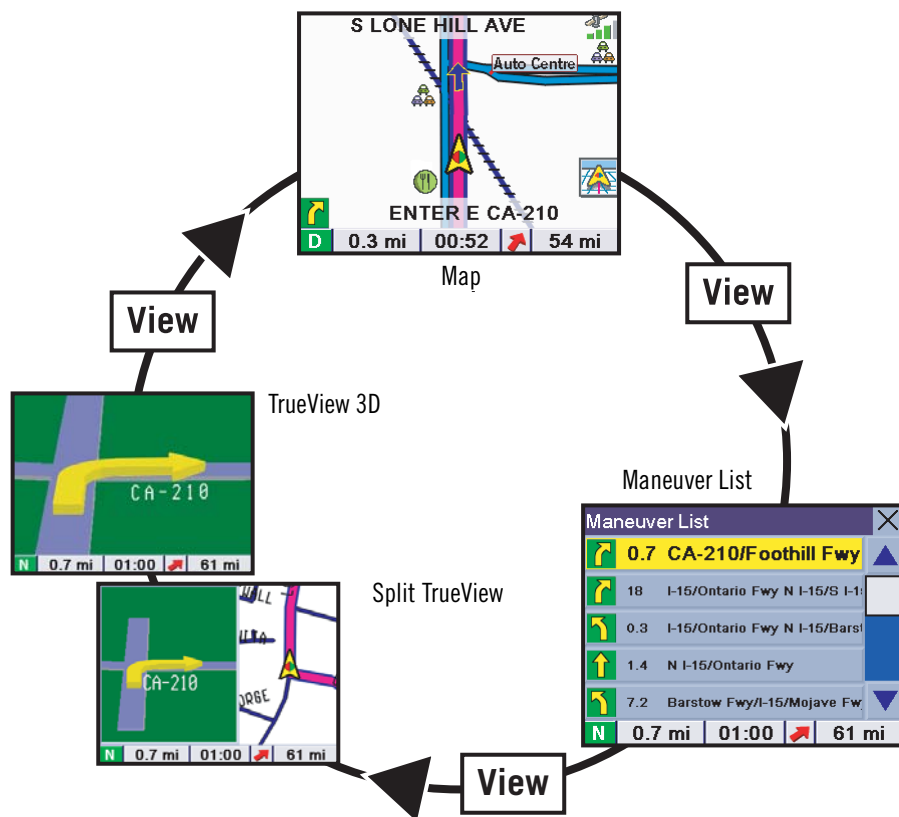 S LONE HILL AVE
Auto Centre
ENTER E CA-210
D 0.3 mi 00:52 54 mi
Map
View
View
TrueView 3D
CA-210
N 0.7 mi 01:00 61 mi
Maneuver List
Maneuver List
0.7 CA-210/Foothill Fwy
18 I-15/Ontario Fwy N I-15/S I-1
0.3 I-15/Ontario Fwy N I-15/Barst
1.4 N I-15/Ontario Fwy
7.2 Barstow Fwy/I-15/Mojave Fw
N 0.7 mi 01:00 61 mi
Split TrueView
CA-210
N 0.7 mi 01:00 61 mi
View